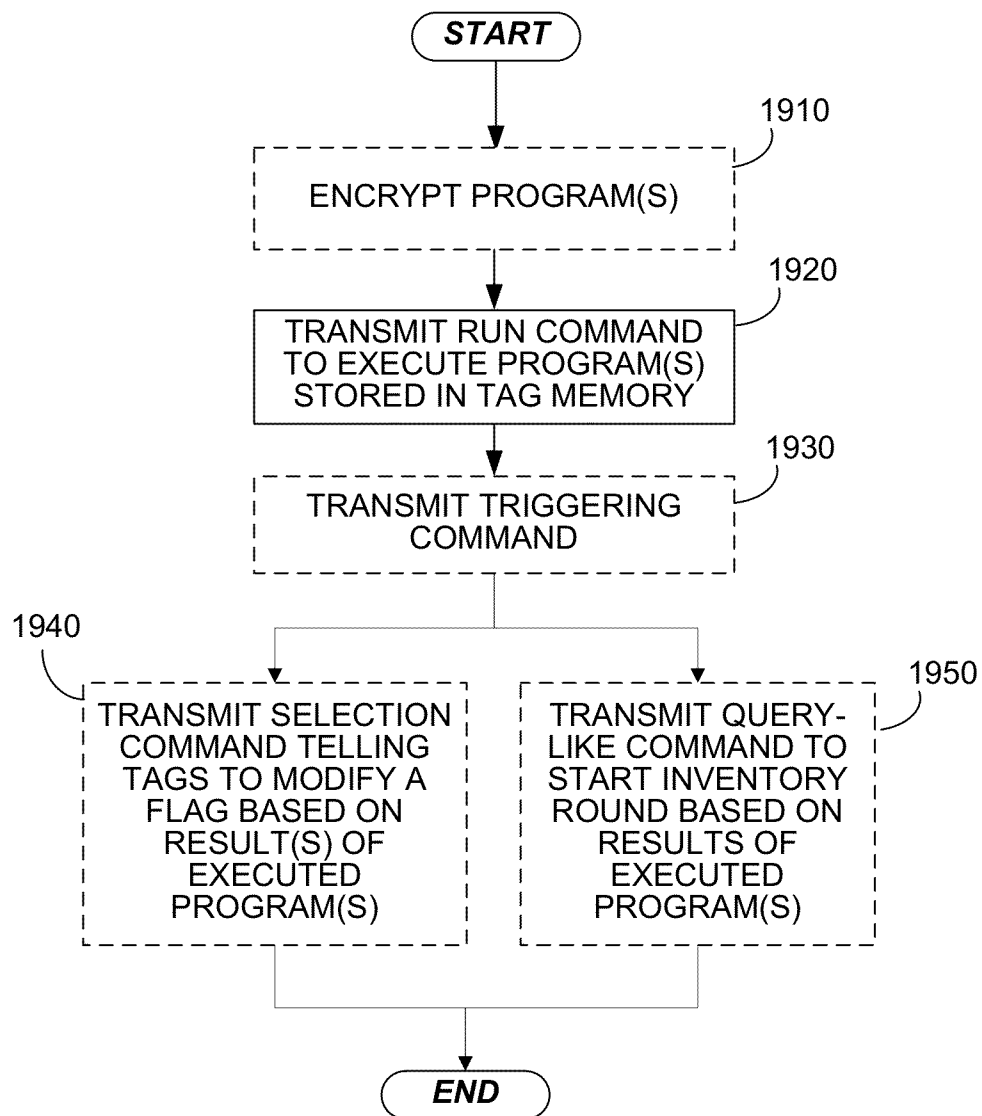 START
1910
ENCRYPT PROGRAM(S)
1920
TRANSMIT RUN COMMAND
TO EXECUTE PROGRAM(S)
STORED IN TAG MEMORY
1930
TRANSMIT TRIGGERING
COMMAND
1940
TRANSMIT SELECTION
COMMAND TELLING
TAGS TO MODIFY A
FLAG BASED ON
RESULT(S) OF
EXECUTED
PROGRAM(S)
1950
TRANSMIT QUERY-
LIKE COMMAND TO
START INVENTORY
ROUND BASED ON
RESULTS OF
EXECUTED
PROGRAM(S)
END